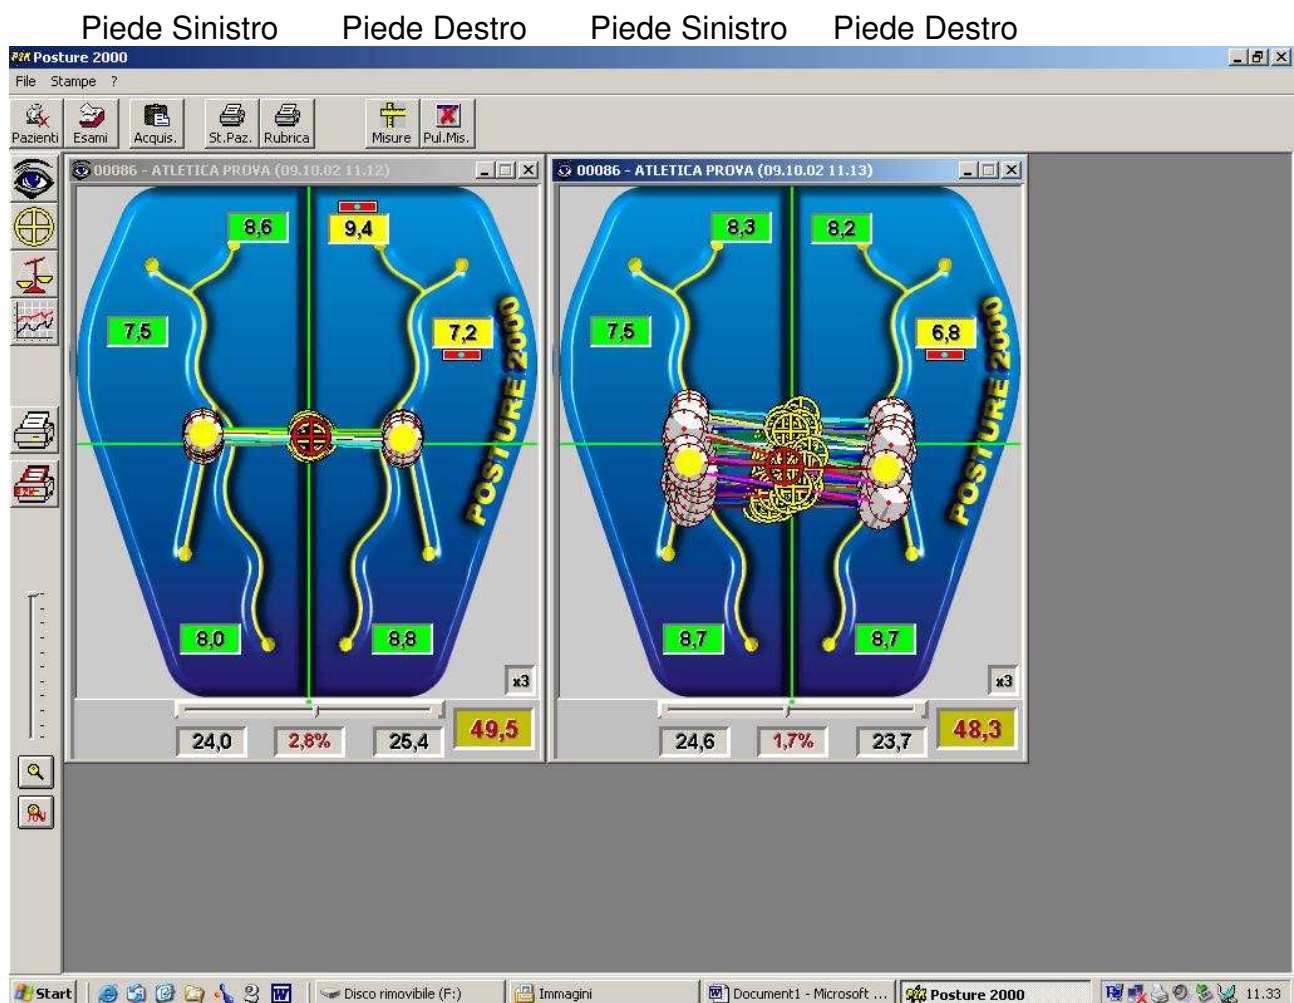 Piede Sinistro Piede Destro Piede Sinistro Piede Destro
P2K Posture 2000
File Stampe ?
Pazienti Esami Acquis. St.Paz. Rubrica Misure Pul.Mis.
00086 - ATLETICA PROVA (09.10.02 11.12)
8,6 9,4
7,5 7,2
POSTURE 2000
8,0 8,8
x3
24,0 2,8% 25,4 49,5
00086 - ATLETICA PROVA (09.10.02 11.13)
8,3 8,2
7,5 6,8
POSTURE 2000
8,7 8,7
x3
24,6 1,7% 23,7 48,3
Start Disco rimovibile (F:) Immagini Document1 - Microsoft ... Posture 2000 11.33